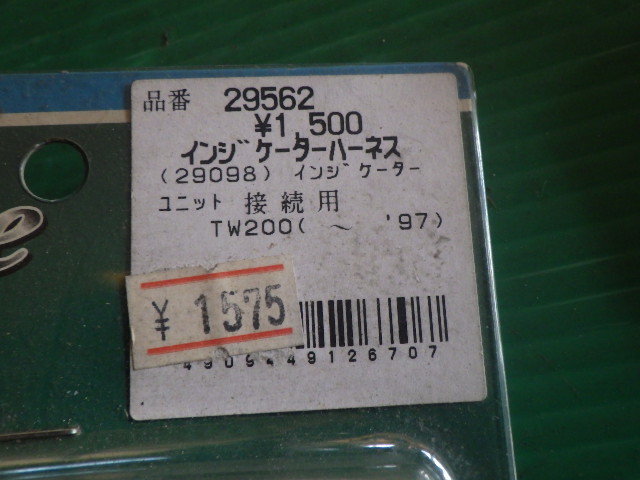 品番 29562
¥1,500
インジケーターハーネス
(29098) インジケーター
ユニット 接続用
TW200( ～ '97)
¥ 1575